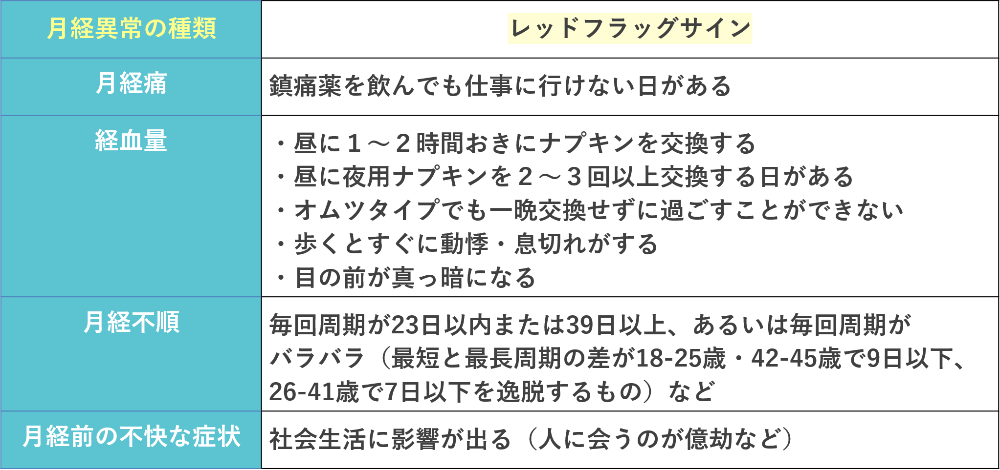 月経異常の種類
レッドフラッグサイン
月経痛
鎮痛薬を飲んでも仕事に行けない日がある
経血量
・昼に１～２時間おきにナプキンを交換する
・昼に夜用ナプキンを２～３回以上交換する日がある
・オムツタイプでも一晩交換せずに過ごすことができない
・歩くとすぐに動悸・息切れがする
・目の前が真っ暗になる
月経不順
毎回周期が23日以内または39日以上、あるいは毎回周期が
バラバラ（最短と最長周期の差が18-25歳・42-45歳で9日以下、
26-41歳で7日以下を逸脱するもの）など
月経前の不快な症状
社会生活に影響が出る（人に会うのが億劫など）